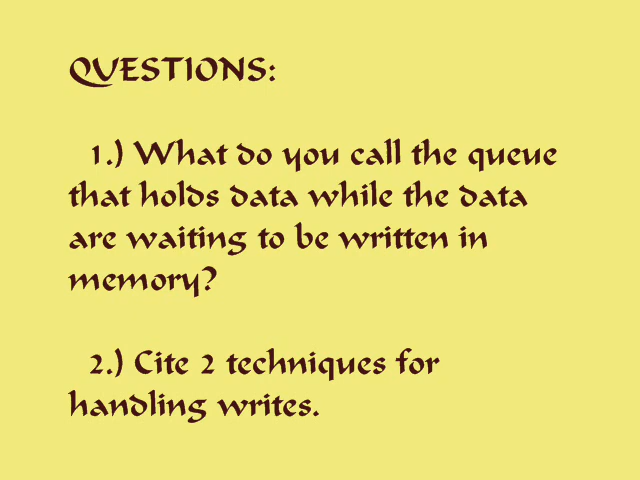 QUESTIONS:
1.) What do you call the queue
that holds data while the data
are waiting to be written in
memory?
2.) Cite 2 techniques for
handling writes.